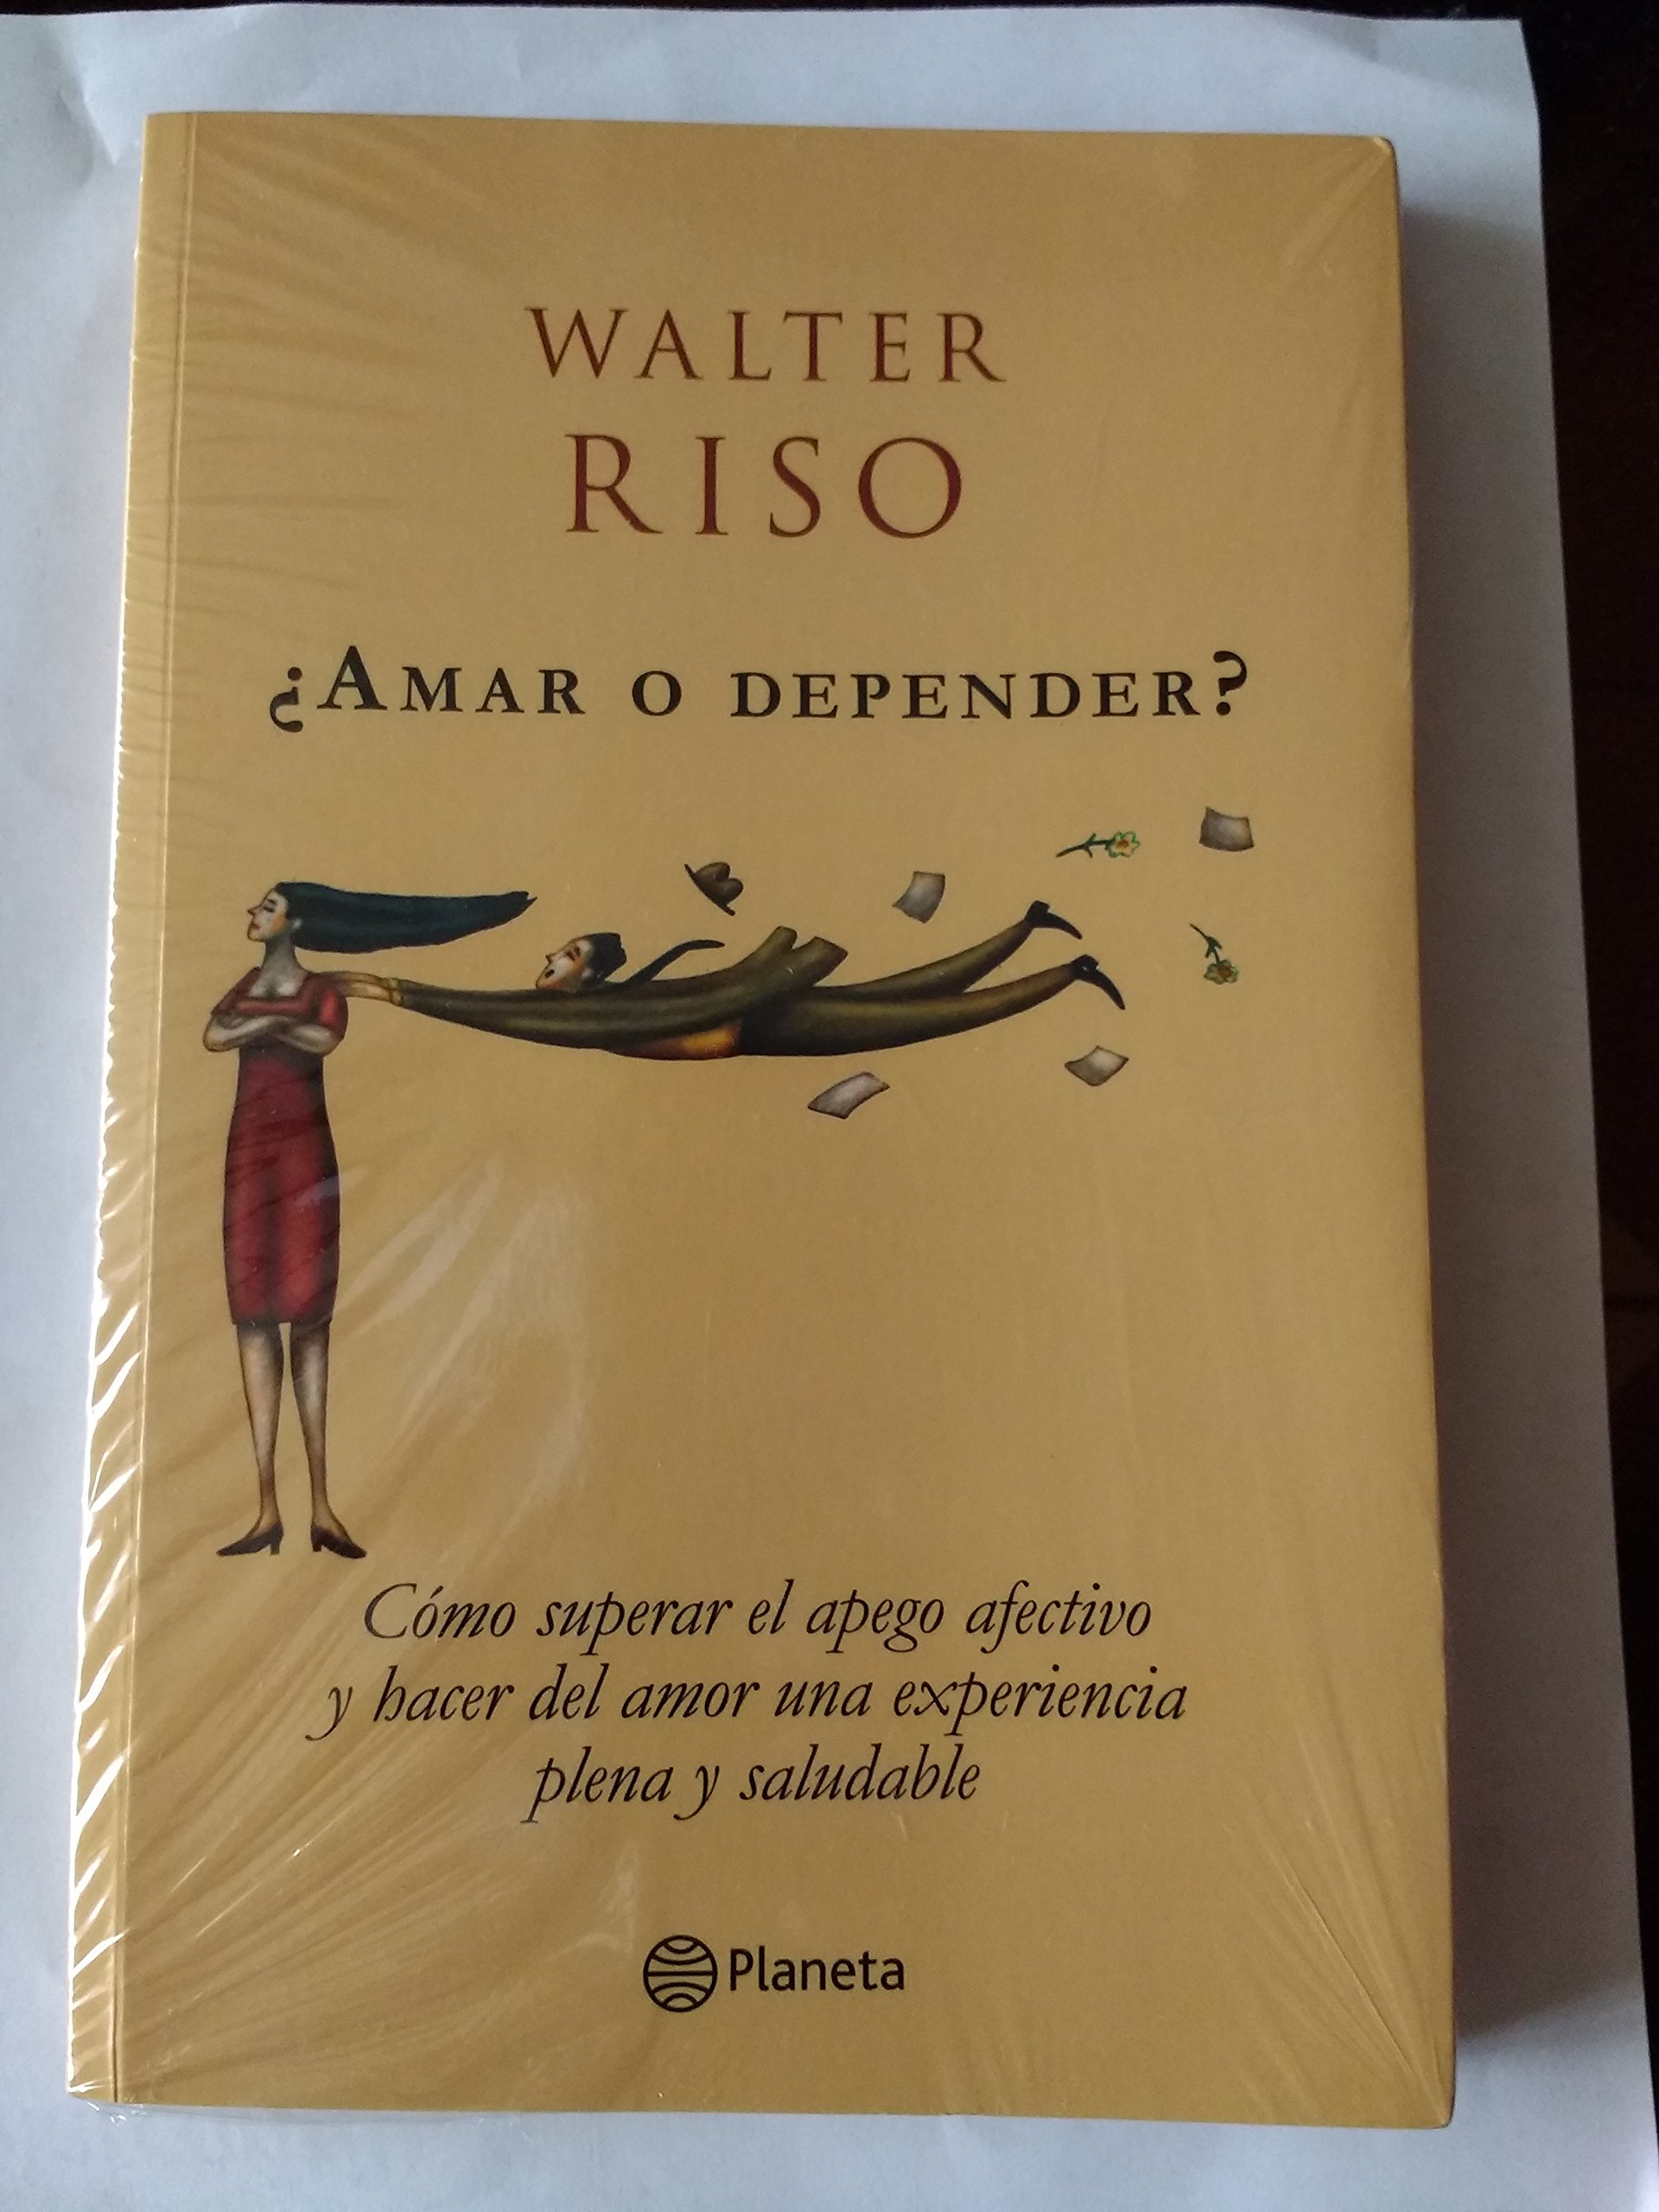 WALTER
RISO
¿AMAR O DEPENDER?
Cómo superar el apego afectivo
y hacer del amor una experiencia
plena y saludable
Planeta